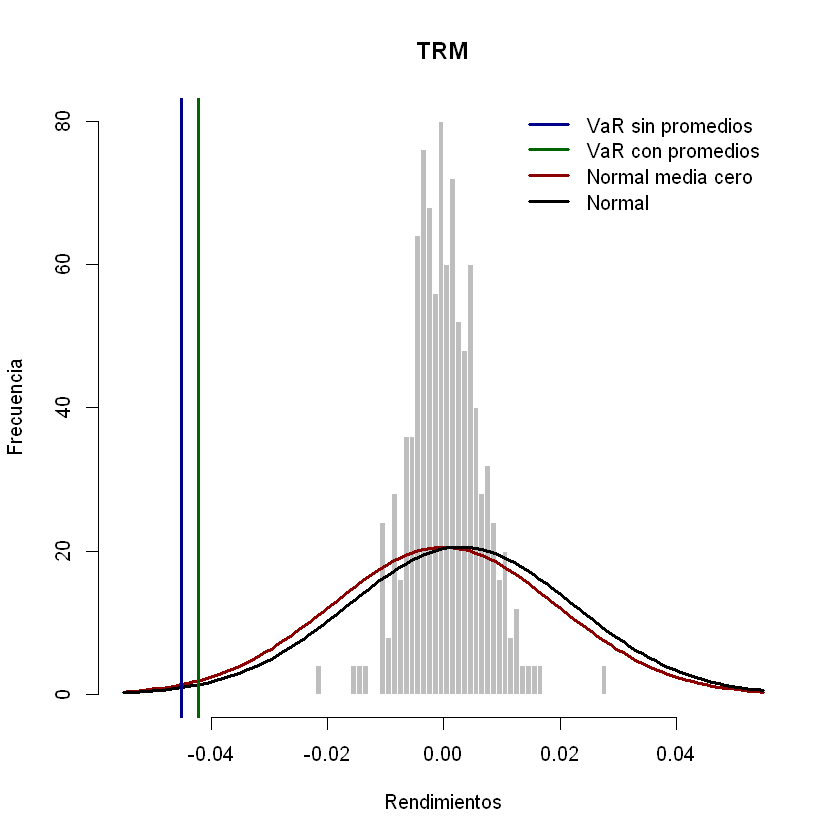 TRM
VaR sin promedios
VaR con promedios
Normal media cero
Normal
80
60
40
20
0
Frecuencia
-0.04
-0.02
0.00
0.02
0.04
Rendimientos